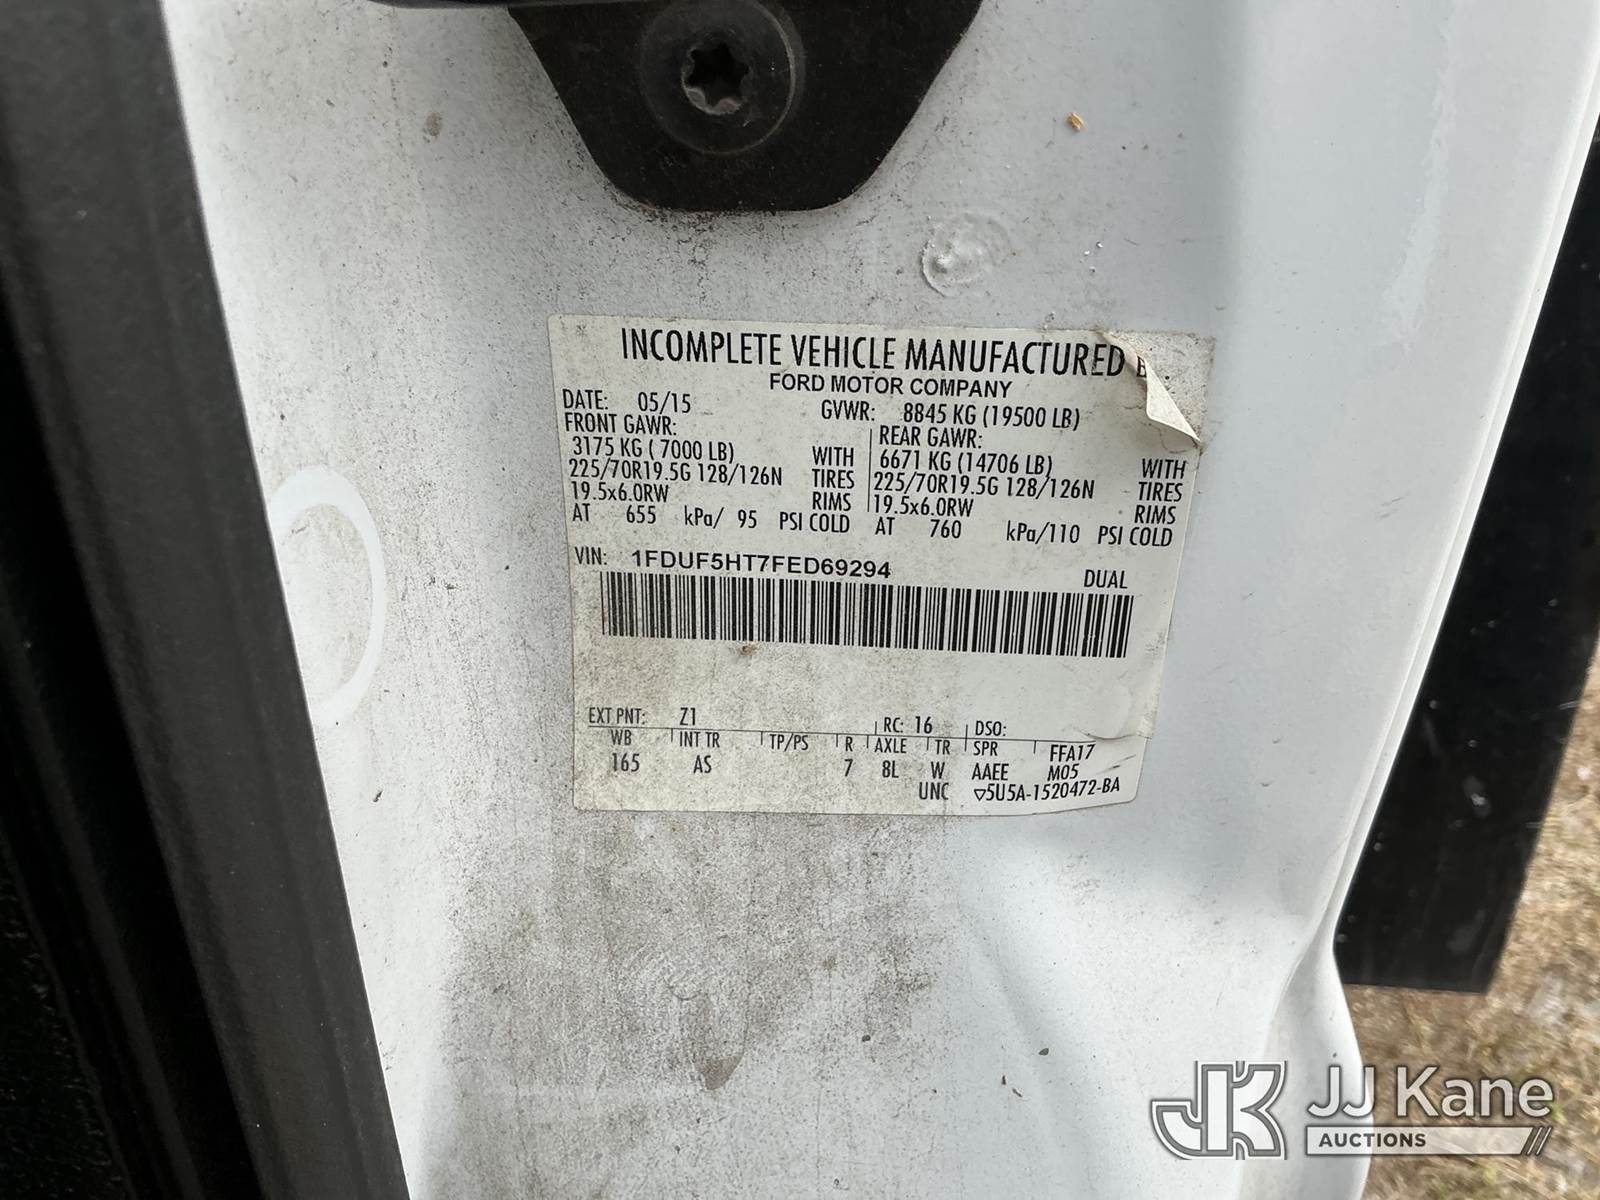 INCOMPLETE VEHICLE MANUFACTURED
FORD MOTOR COMPANY
DATE: 05/15 GVWR: 8845 KG (19500 LB)
FRONT GAWR: REAR GAWR:
3175 KG ( 7000 LB) WITH 6671 KG (14706 LB) WITH
225/70R19.5G 128/126N TIRES 225/70R19.5G 128/126N TIRES
19.5x6.0RW RIMS 19.5x6.0RW RIMS
AT 655 kPa/ 95 PSI COLD AT 760 kPa/110 PSI COLD
VIN: 1FDUF5HT7FED69294 DUAL
EXT PNT: Z1 RC: 16 DSO:
WB INT TR TP/PS R AXLE TR SPR FFA17
165 AS 7 8L W AAEE M05
UNC ▽5U5A-1520472-BA
JK JJ Kane
AUCTIONS